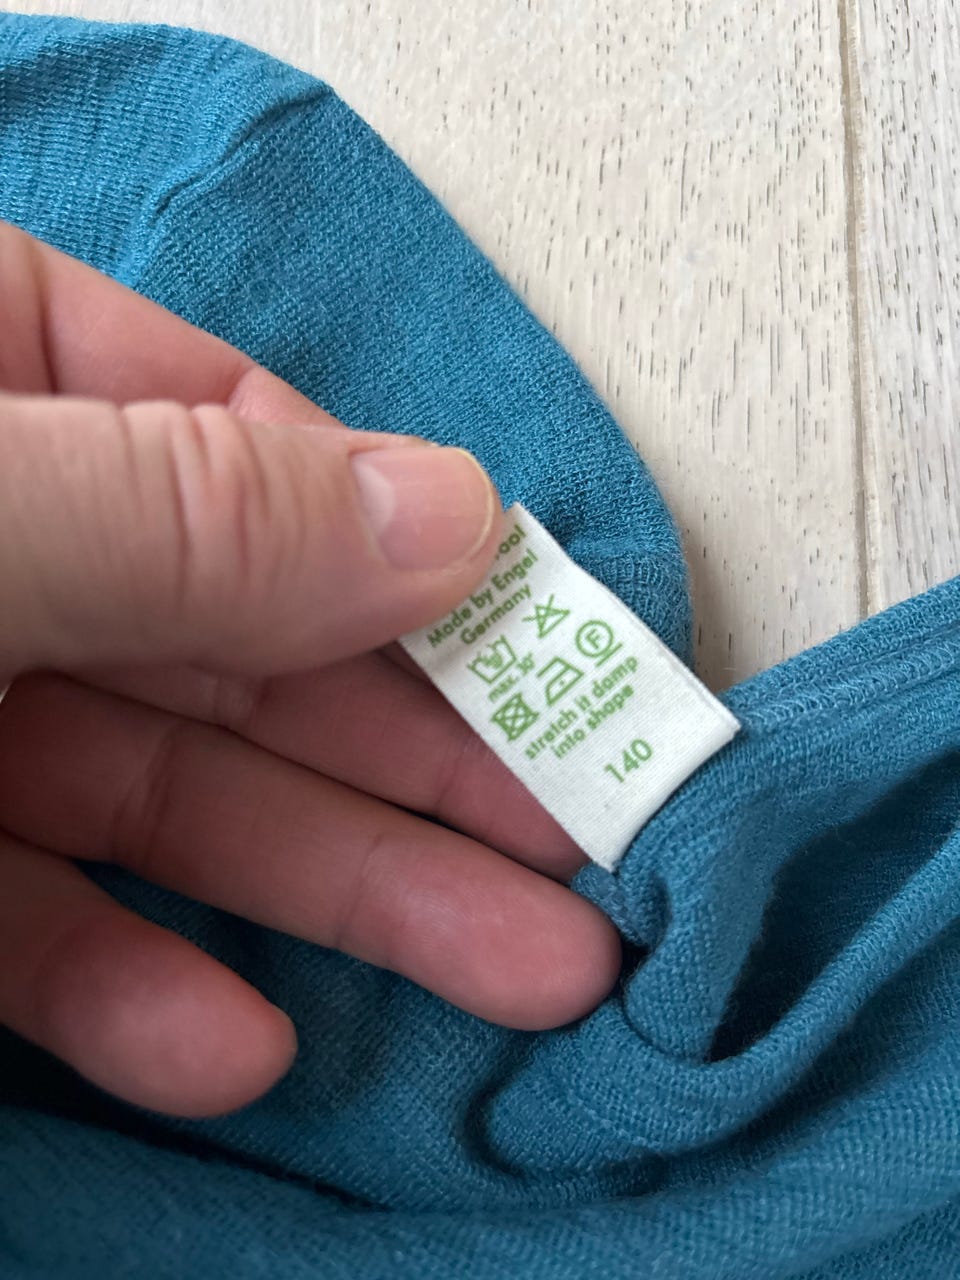 Made by Engel
Germany
max. 30°
F
stretch it damp
into shape
140